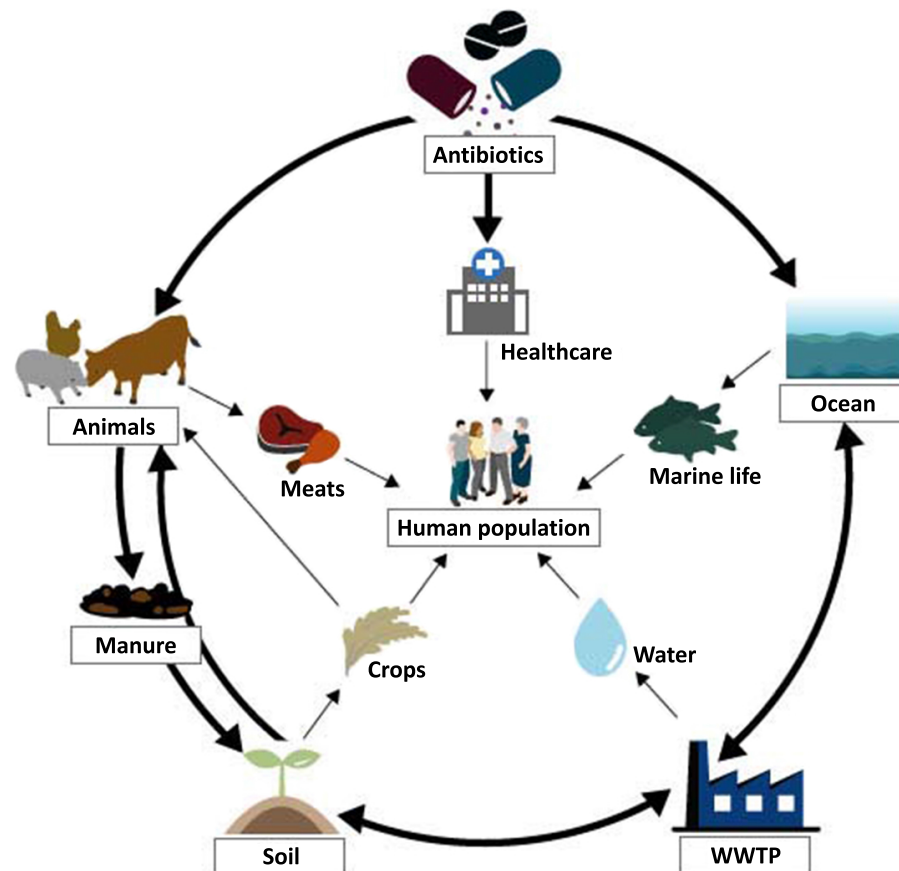 Antibiotics
Healthcare
Animals
Ocean
Meats
Marine life
Human population
Manure
Crops
Water
Soil
WWTP